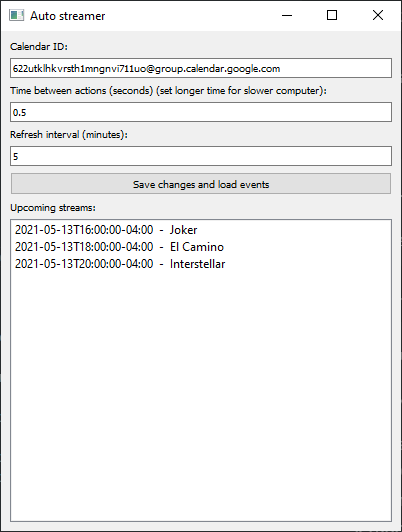 Auto streamer
Calendar ID:
622utklhkvrsth1mngnvi711uo@group.calendar.google.com
Time between actions (seconds) (set longer time for slower computer):
0.5
Refresh interval (minutes):
5
Save changes and load events
Upcoming streams:
2021-05-13T16:00:00-04:00 - Joker
2021-05-13T18:00:00-04:00 - El Camino
2021-05-13T20:00:00-04:00 - Interstellar